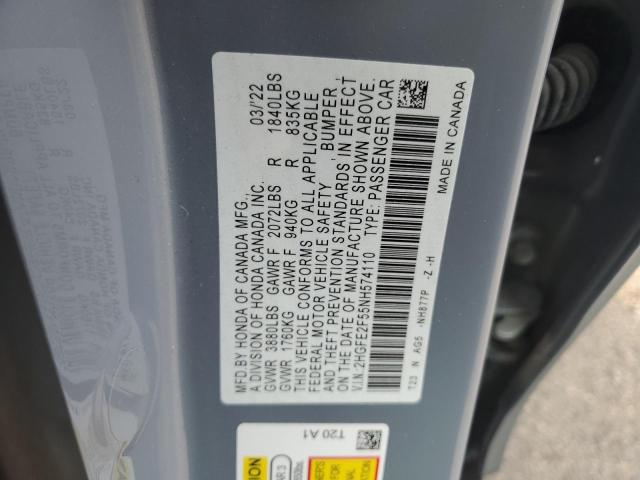 MFD.BY HONDA OF CANADA MFG.,
A DIVISION OF HONDA CANADA INC. 03/'22
GVWR 3880LBS GAWR F 2072LBS R 1840LBS
GVWR 1760KG GAWR F 940KG R 835KG
THIS VEHICLE CONFORMS TO ALL APPLICABLE
FEDERAL MOTOR VEHICLE SAFETY, BUMPER,
AND THEFT PREVENTION STANDARDS IN EFFECT
ON THE DATE OF MANUFACTURE SHOWN ABOVE.
V.I.N.:2HGFE2F55NH574110 TYPE: PASSENGER CAR
T23 N AG5 -NH877P -Z -H
MADE IN CANADA
T20 A1